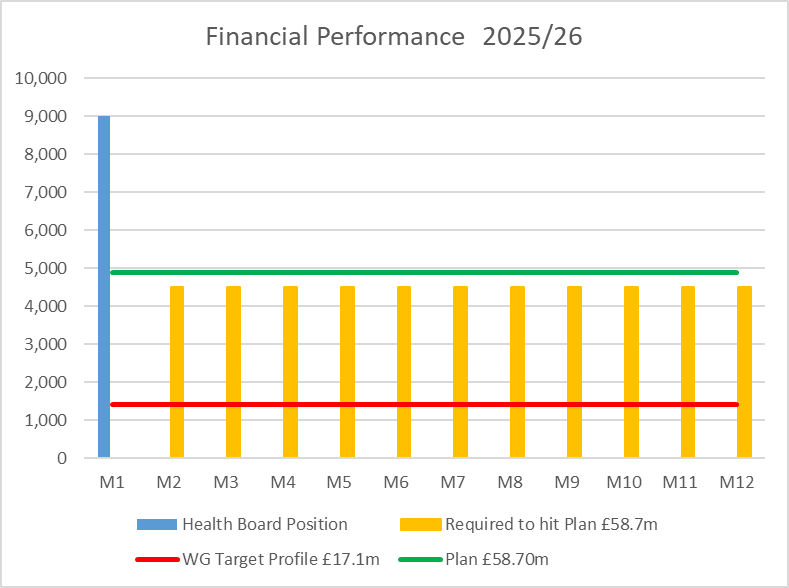 Financial Performance  2025/26
10,000
9,000
8,000
7,000
6,000
5,000
4,000
3,000
2,000
1,000
0
M1 M2 M3 M4 M5 M6 M7 M8 M9 M10 M11 M12
Health Board Position Required to hit Plan £58.7m
WG Target Profile £17.1m Plan £58.70m